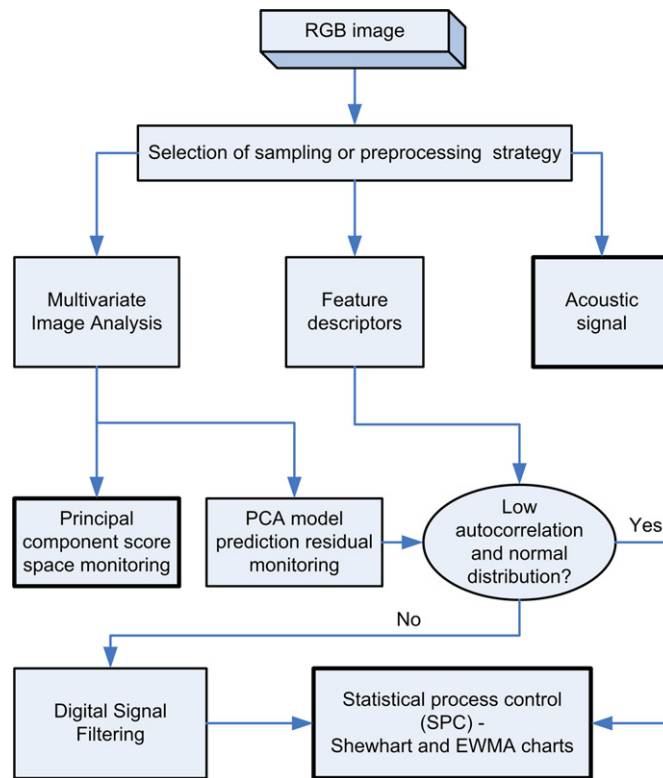 RGB image
Selection of sampling or preprocessing strategy
Multivariate
Image Analysis
Feature
descriptors
Acoustic
signal
Principal
component score
space monitoring
PCA model
prediction residual
monitoring
Low
autocorrelation
and normal
distribution?
Yes
No
Digital Signal
Filtering
Statistical process control
(SPC) -
Shewhart and EWMA charts